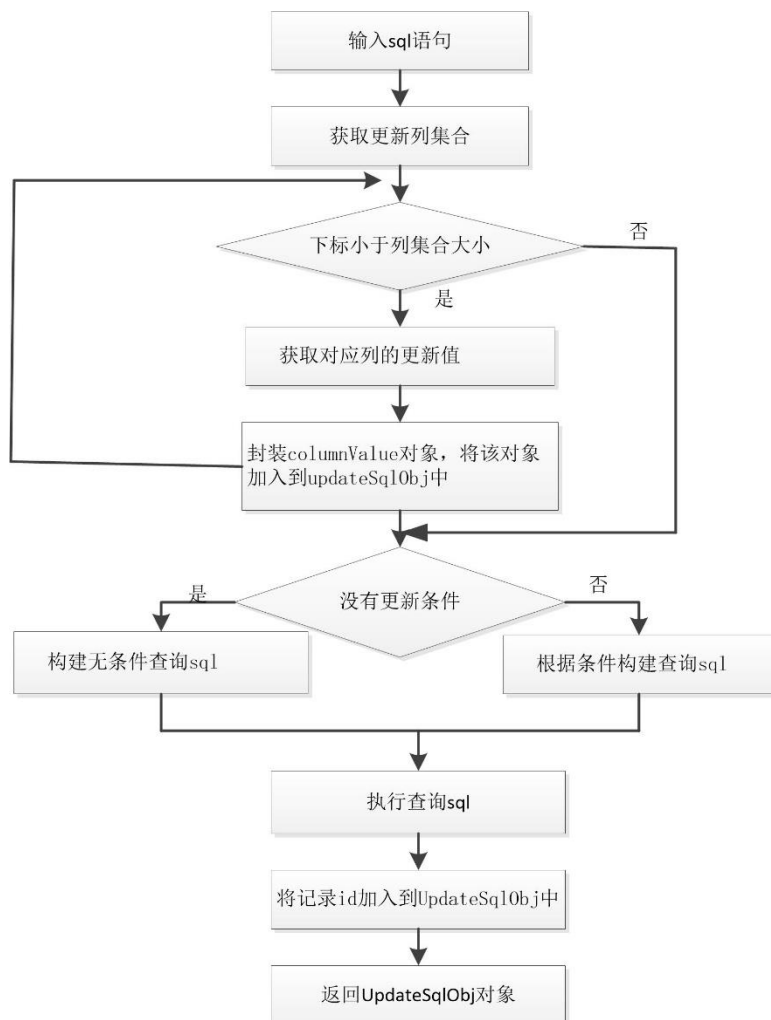 输入sql语句
获取更新列集合
下标小于列集合大小
否
是
获取对应列的更新值
封装columnValue对象, 将该对象
加入到updateSqlObj中
是
没有更新条件
否
构建无条件查询sql
根据条件构建查询sql
执行查询sql
将记录id加入到UpdateSqlObj中
返回UpdateSqlObj对象